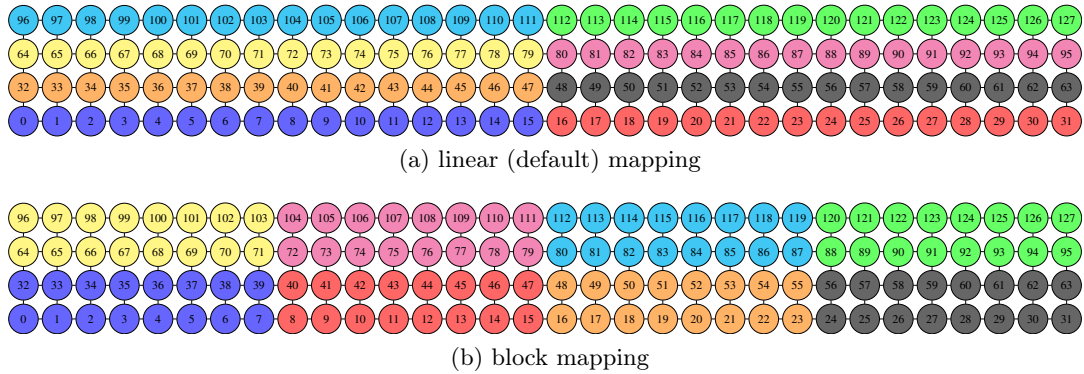 96 97 98 99 100 101 102 103 104 105 106 107 108 109 110 111 112 113 114 115 116 117 118 119 120 121 122 123 124 125 126 127
64 65 66 67 68 69 70 71 72 73 74 75 76 77 78 79 80 81 82 83 84 85 86 87 88 89 90 91 92 93 94 95
32 33 34 35 36 37 38 39 40 41 42 43 44 45 46 47 48 49 50 51 52 53 54 55 56 57 58 59 60 61 62 63
0 1 2 3 4 5 6 7 8 9 10 11 12 13 14 15 16 17 18 19 20 21 22 23 24 25 26 27 28 29 30 31
(a) linear (default) mapping
96 97 98 99 100 101 102 103 104 105 106 107 108 109 110 111 112 113 114 115 116 117 118 119 120 121 122 123 124 125 126 127
64 65 66 67 68 69 70 71 72 73 74 75 76 77 78 79 80 81 82 83 84 85 86 87 88 89 90 91 92 93 94 95
32 33 34 35 36 37 38 39 40 41 42 43 44 45 46 47 48 49 50 51 52 53 54 55 56 57 58 59 60 61 62 63
0 1 2 3 4 5 6 7 8 9 10 11 12 13 14 15 16 17 18 19 20 21 22 23 24 25 26 27 28 29 30 31
(b) block mapping